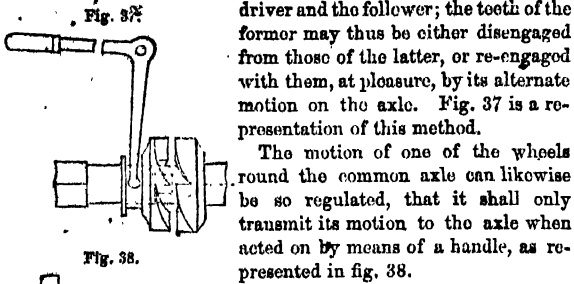 Fig. 37.
driver and the follower; the teeth of the
former may thus be either disengaged
from those of the latter, or re-engaged
with them, at pleasure, by its alternate
motion on the axle. Fig. 37 is a re-
presentation of this method.
The motion of one of the wheels
round the common axle can likewise
be so regulated, that it shall only
transmit its motion to the axle when
acted on by means of a handle, as re-
presented in fig. 38.
Fig. 38.